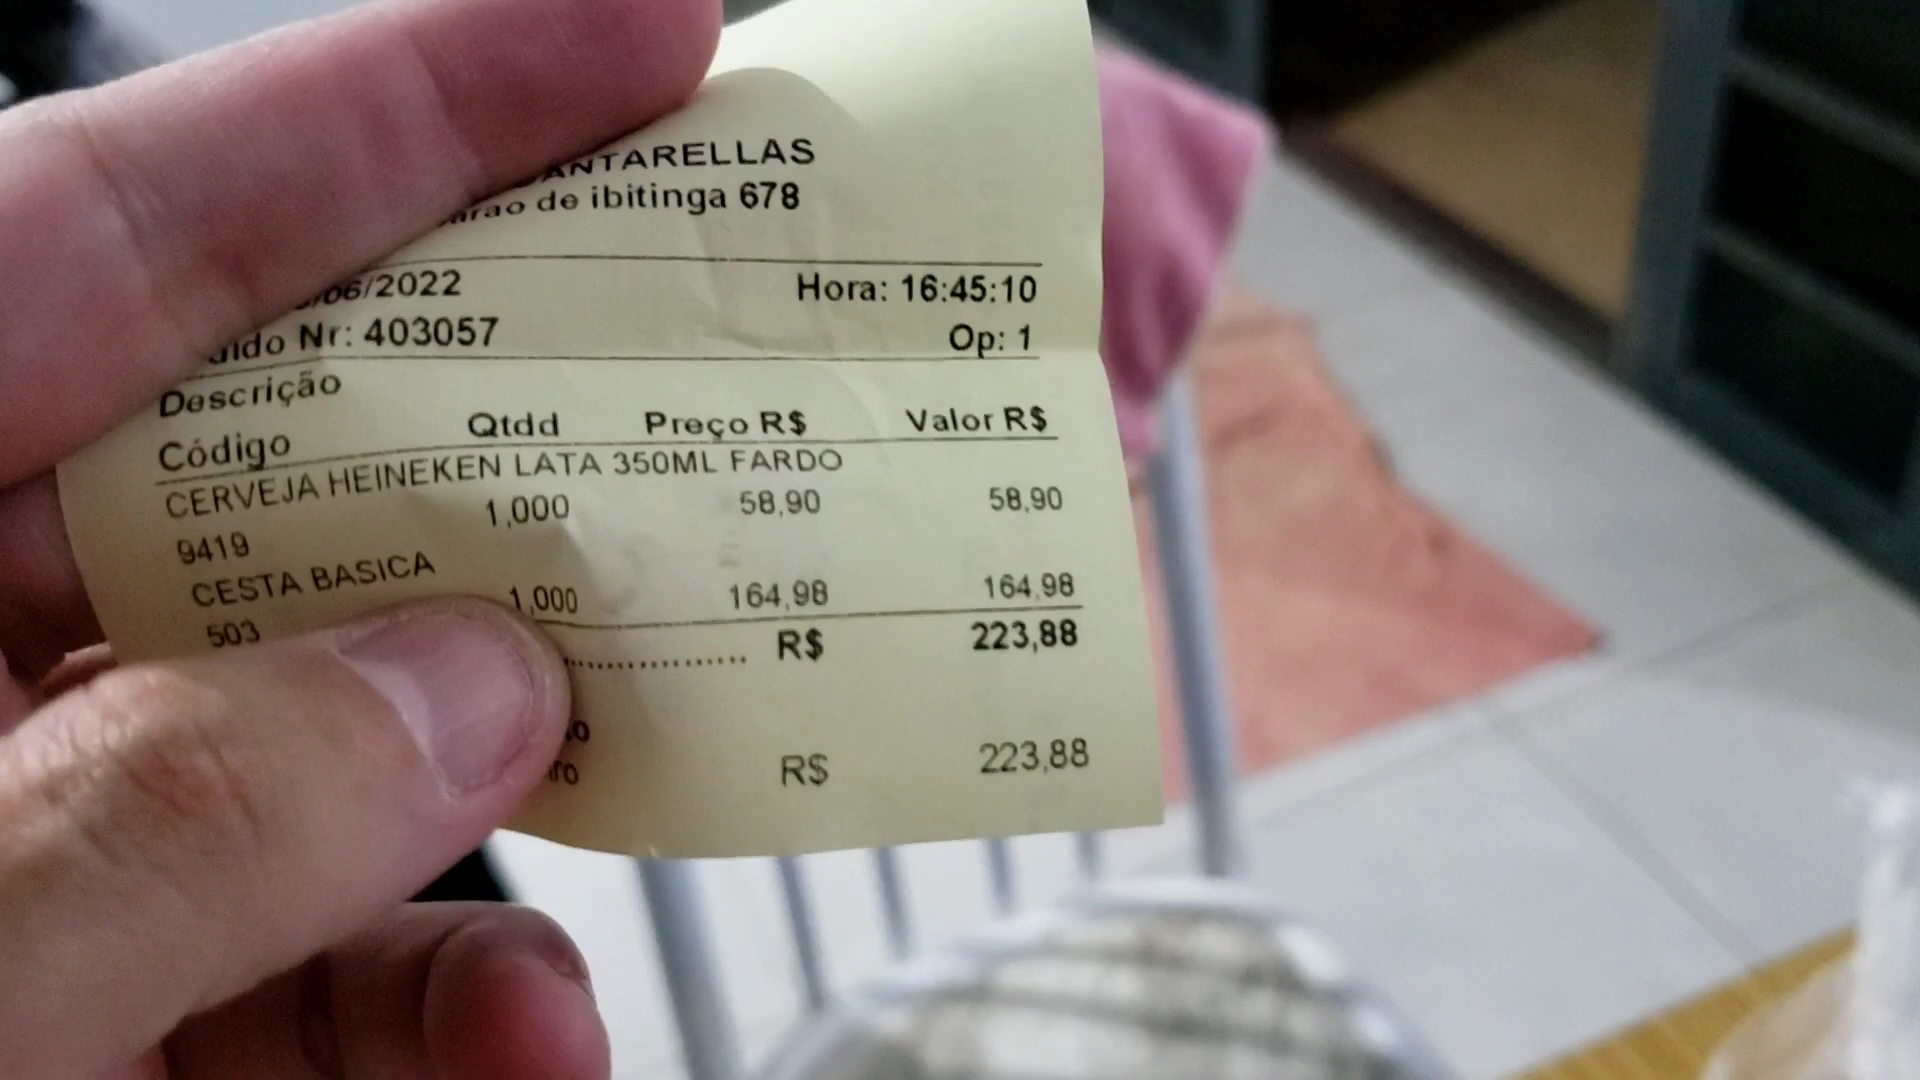 ANTARELLAS
de ibitinga 678
/06/2022 Hora: 16:45:10
Nr: 403057 Op: 1
Descrição
Código Qtdd Preço R$ Valor R$
CERVEJA HEINEKEN LATA 350ML FARDO
9419 1,000 58,90 58,90
CESTA BASICA
503 1,000 164,98 164,98
................. R$ 223,88
R$ 223,88